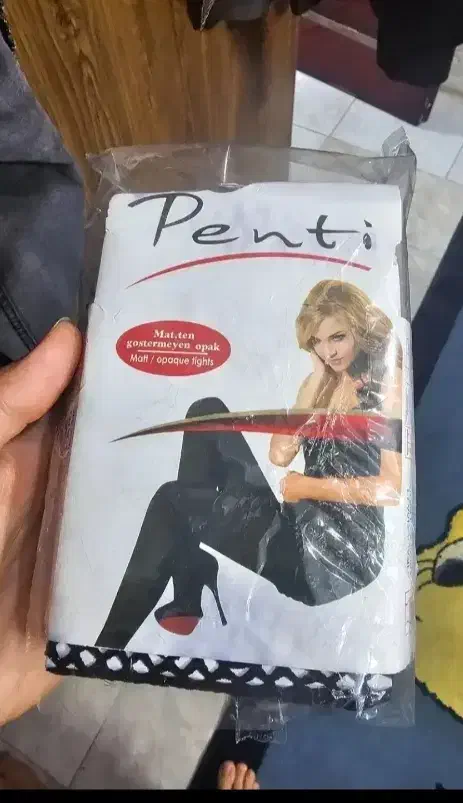 Penti
Mat.ten
gostermeyen opak
Matt / opaque tights